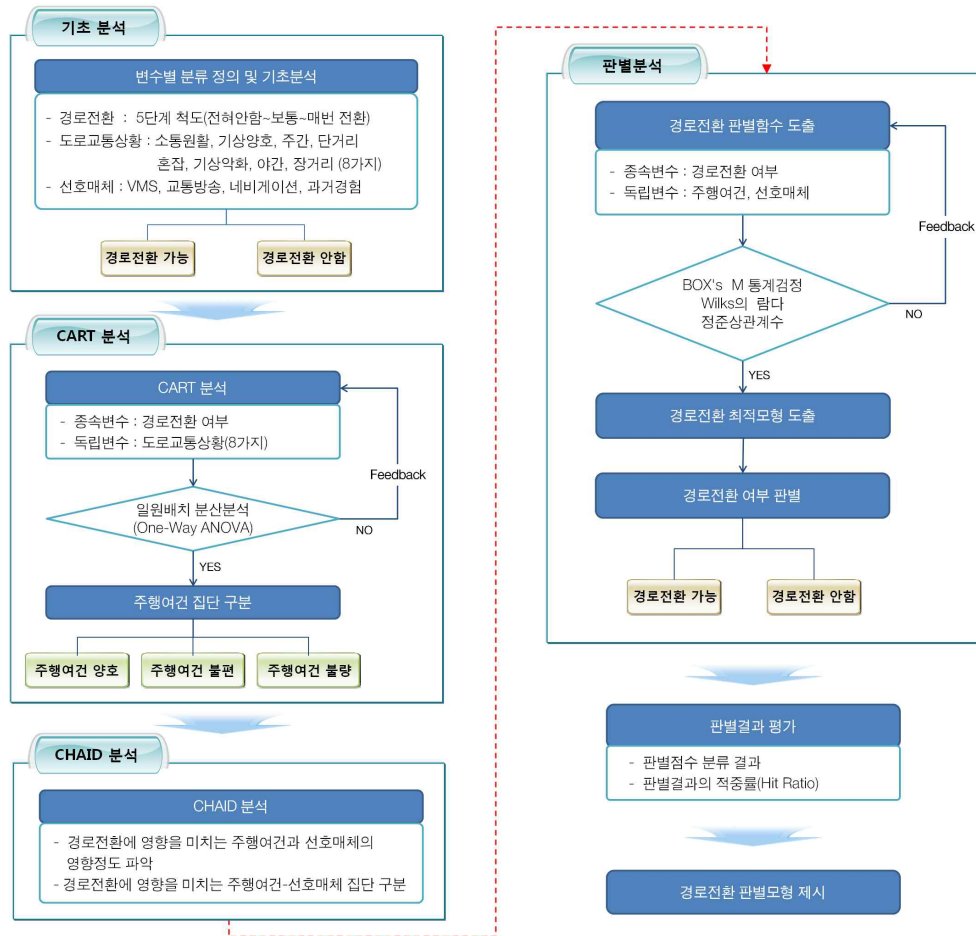 기초 분석
변수별 분류 정의 및 기초분석
- 경로전환 : 5단계 척도(전혀안함~보통~매번 전환)
- 도로교통상황 : 소통원활, 기상양호, 주간, 단거리
혼잡, 기상악화, 야간, 장거리 (8가지)
- 선호매체 : VMS, 교통방송, 네비게이션, 과거경험
경로전환 가능
경로전환 안함
CART 분석
CART 분석
- 종속변수 : 경로전환 여부
- 독립변수 : 도로교통상황(8가지)
Feedback
일원배치 분산분석
(One-Way ANOVA)
NO
YES
주행여건 집단 구분
주행여건 양호
주행여건 불편
주행여건 불량
CHAID 분석
CHAID 분석
- 경로전환에 영향을 미치는 주행여건과 선호매체의
영향정도 파악
- 경로전환에 영향을 미치는 주행여건-선호매체 집단 구분
판별분석
경로전환 판별함수 도출
- 종속변수 : 경로전환 여부
- 독립변수 : 주행여건, 선호매체
Feedback
BOX's M 통계검정
Wilks의 람다
정준상관계수
NO
YES
경로전환 최적모형 도출
경로전환 여부 판별
경로전환 가능
경로전환 안함
판별결과 평가
- 판별점수 분류 결과
- 판별결과의 적중률(Hit Ratio)
경로전환 판별모형 제시